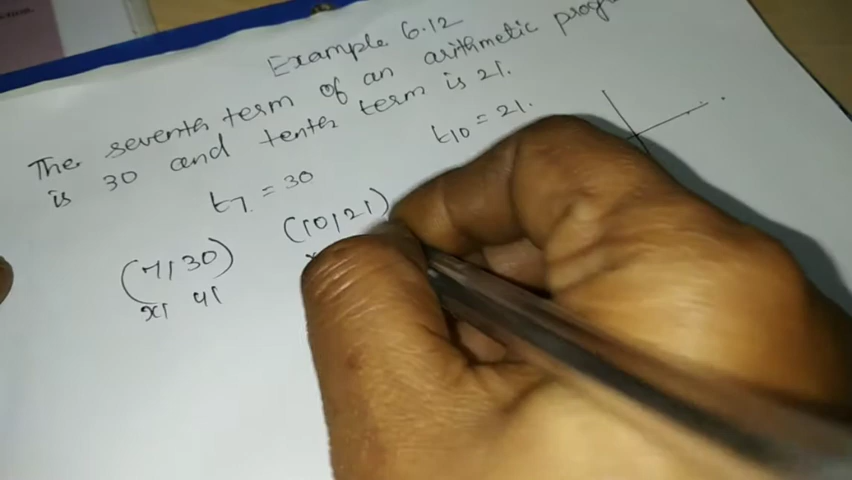 Example 6.12
The seventh term of an arithmetic
is 30 and tenth term is 21.
t7 = 30 t10 = 21.
(7, 30) (10, 21)
x1 y1